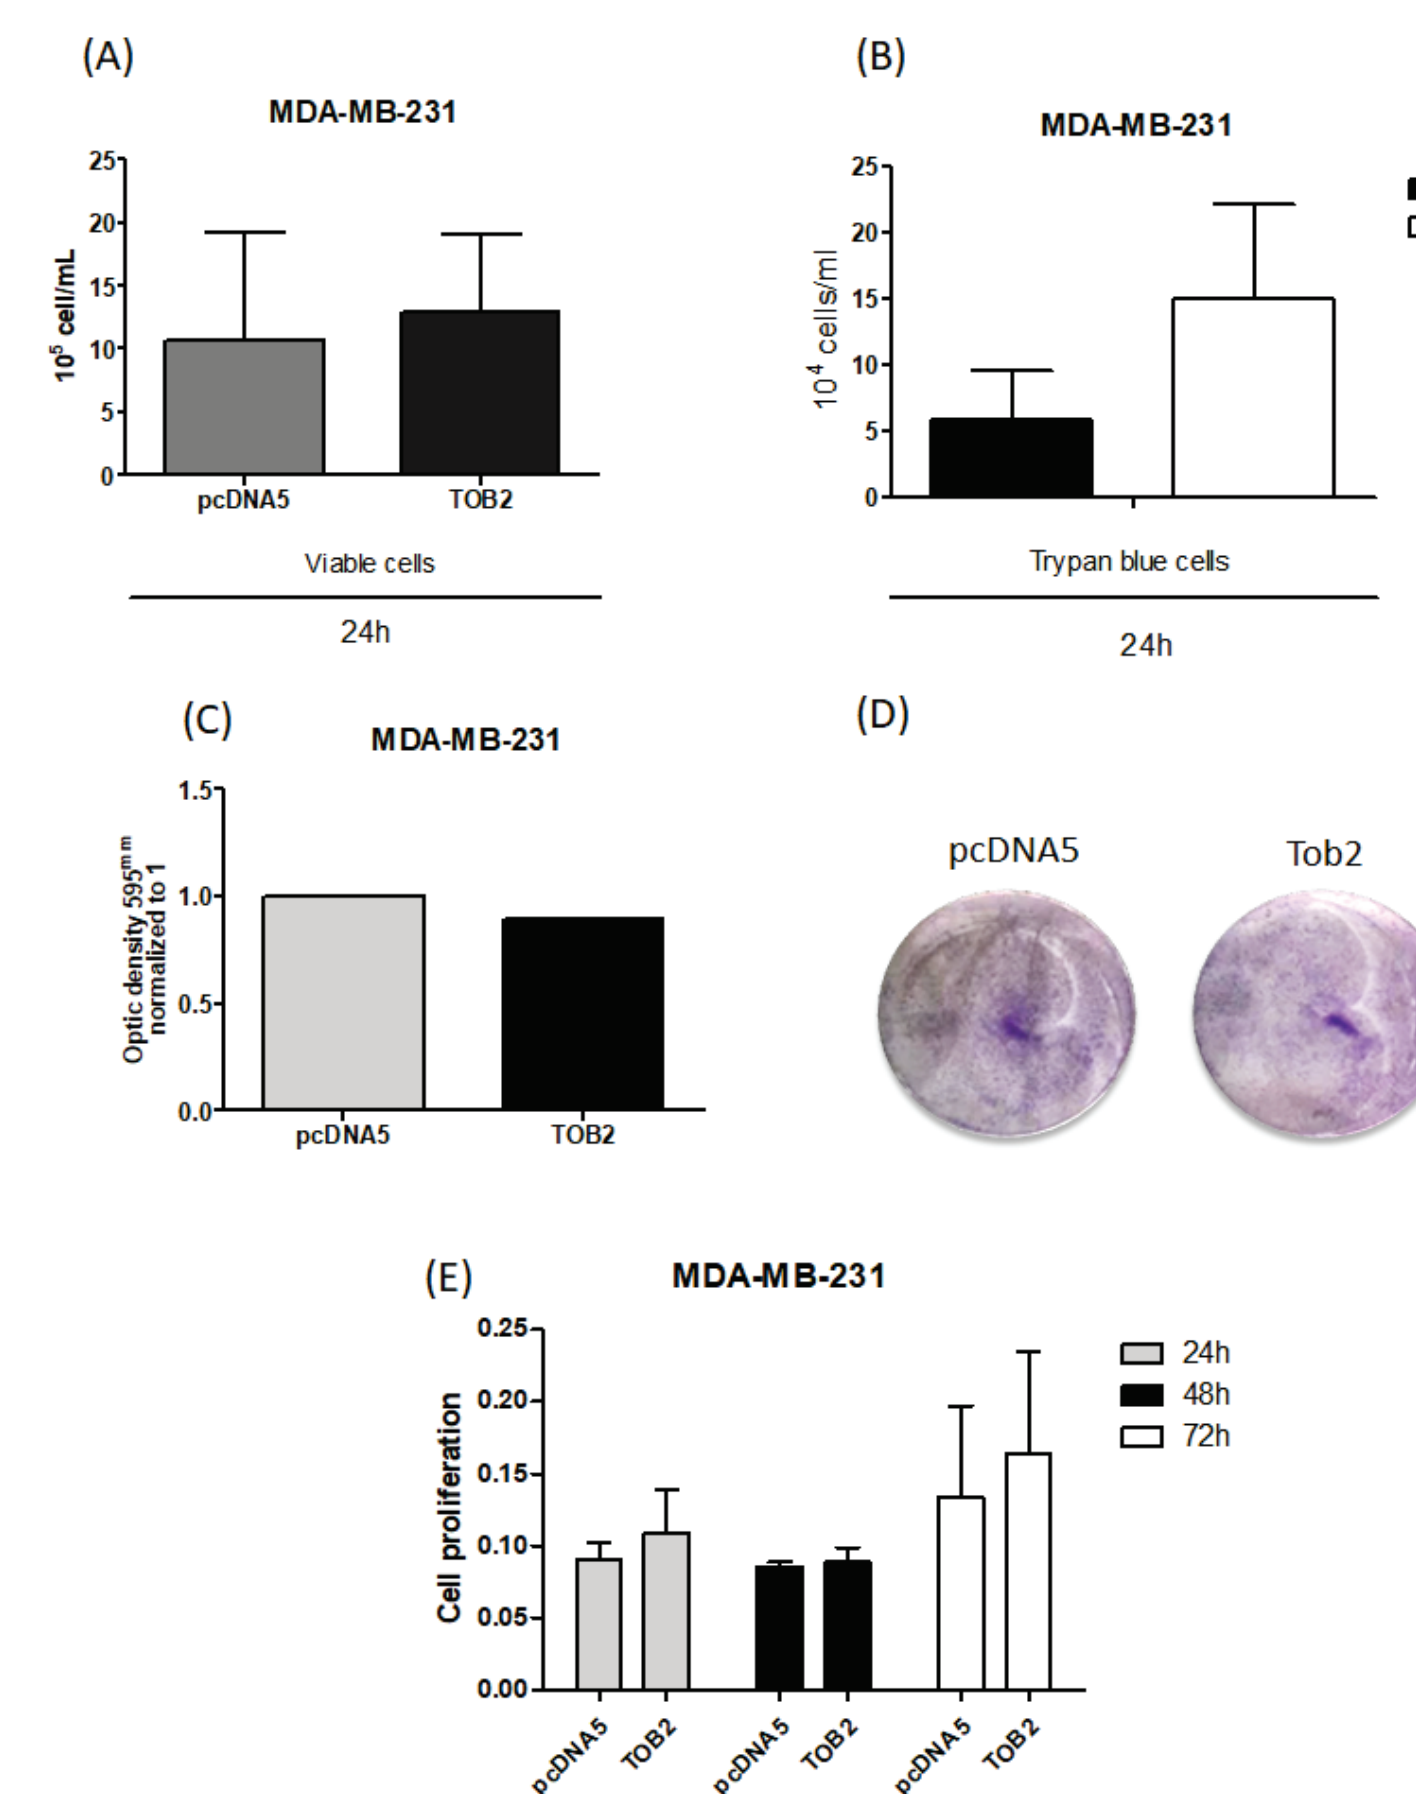 (A)
MDA-MB-231
25
20
15
10
5
0
10⁵ cell/mL
pcDNA5 TOB2
Viable cells
24h
(B)
MDA-MB-231
25
20
15
10
5
0
10⁴ cells/ml
Trypan blue cells
24h
(C)
MDA-MB-231
1.5
1.0
0.5
0.0
Optic density 595ᵐᵐ
normalized to 1
pcDNA5 TOB2
(D)
pcDNA5 Tob2
(E)
MDA-MB-231
0.25
0.20
0.15
0.10
0.05
0.00
Cell proliferation
24h
48h
72h
pcDNA5 TOB2 pcDNA5 TOB2 pcDNA5 TOB2